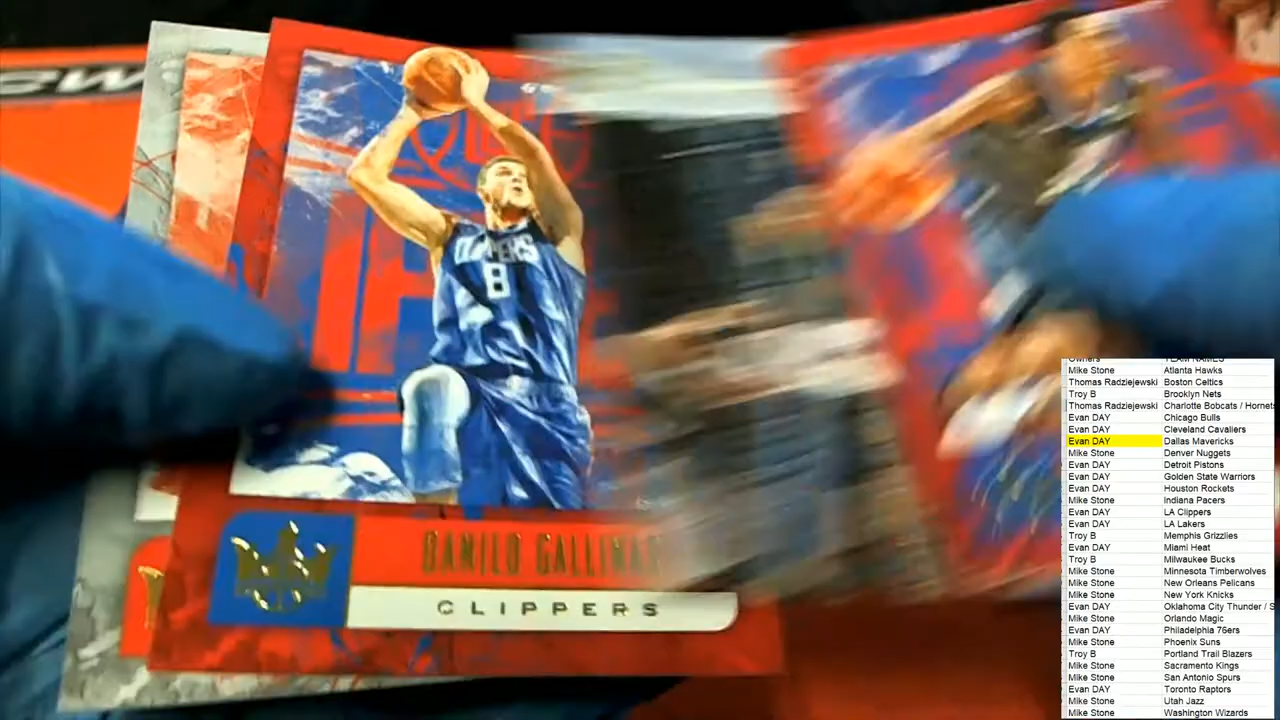 CLIPPERS
8
DANILO GALLINARI
CLIPPERS
Owners TEAM NAMES
Mike Stone Atlanta Hawks
Thomas Radziejewski Boston Celtics
Troy B Brooklyn Nets
Thomas Radziejewski Charlotte Bobcats / Hornets
Evan DAY Chicago Bulls
Evan DAY Cleveland Cavaliers
Evan DAY Dallas Mavericks
Mike Stone Denver Nuggets
Evan DAY Detroit Pistons
Evan DAY Golden State Warriors
Evan DAY Houston Rockets
Mike Stone Indiana Pacers
Evan DAY LA Clippers
Evan DAY LA Lakers
Troy B Memphis Grizzlies
Evan DAY Miami Heat
Troy B Milwaukee Bucks
Mike Stone Minnesota Timberwolves
Mike Stone New Orleans Pelicans
Mike Stone New York Knicks
Evan DAY Oklahoma City Thunder / S
Mike Stone Orlando Magic
Evan DAY Philadelphia 76ers
Mike Stone Phoenix Suns
Troy B Portland Trail Blazers
Mike Stone Sacramento Kings
Mike Stone San Antonio Spurs
Evan DAY Toronto Raptors
Mike Stone Utah Jazz
Mike Stone Washington Wizards